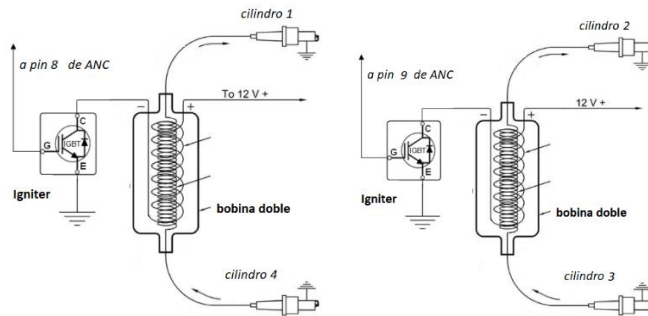 cilindro 1
a pin 8 de ANC
To 12 V +
− +
C
IGBT
G
E
Igniter
bobina doble
cilindro 4
cilindro 2
a pin 9 de ANC
12 V +
− +
C
IGBT
G
E
Igniter
bobina doble
cilindro 3